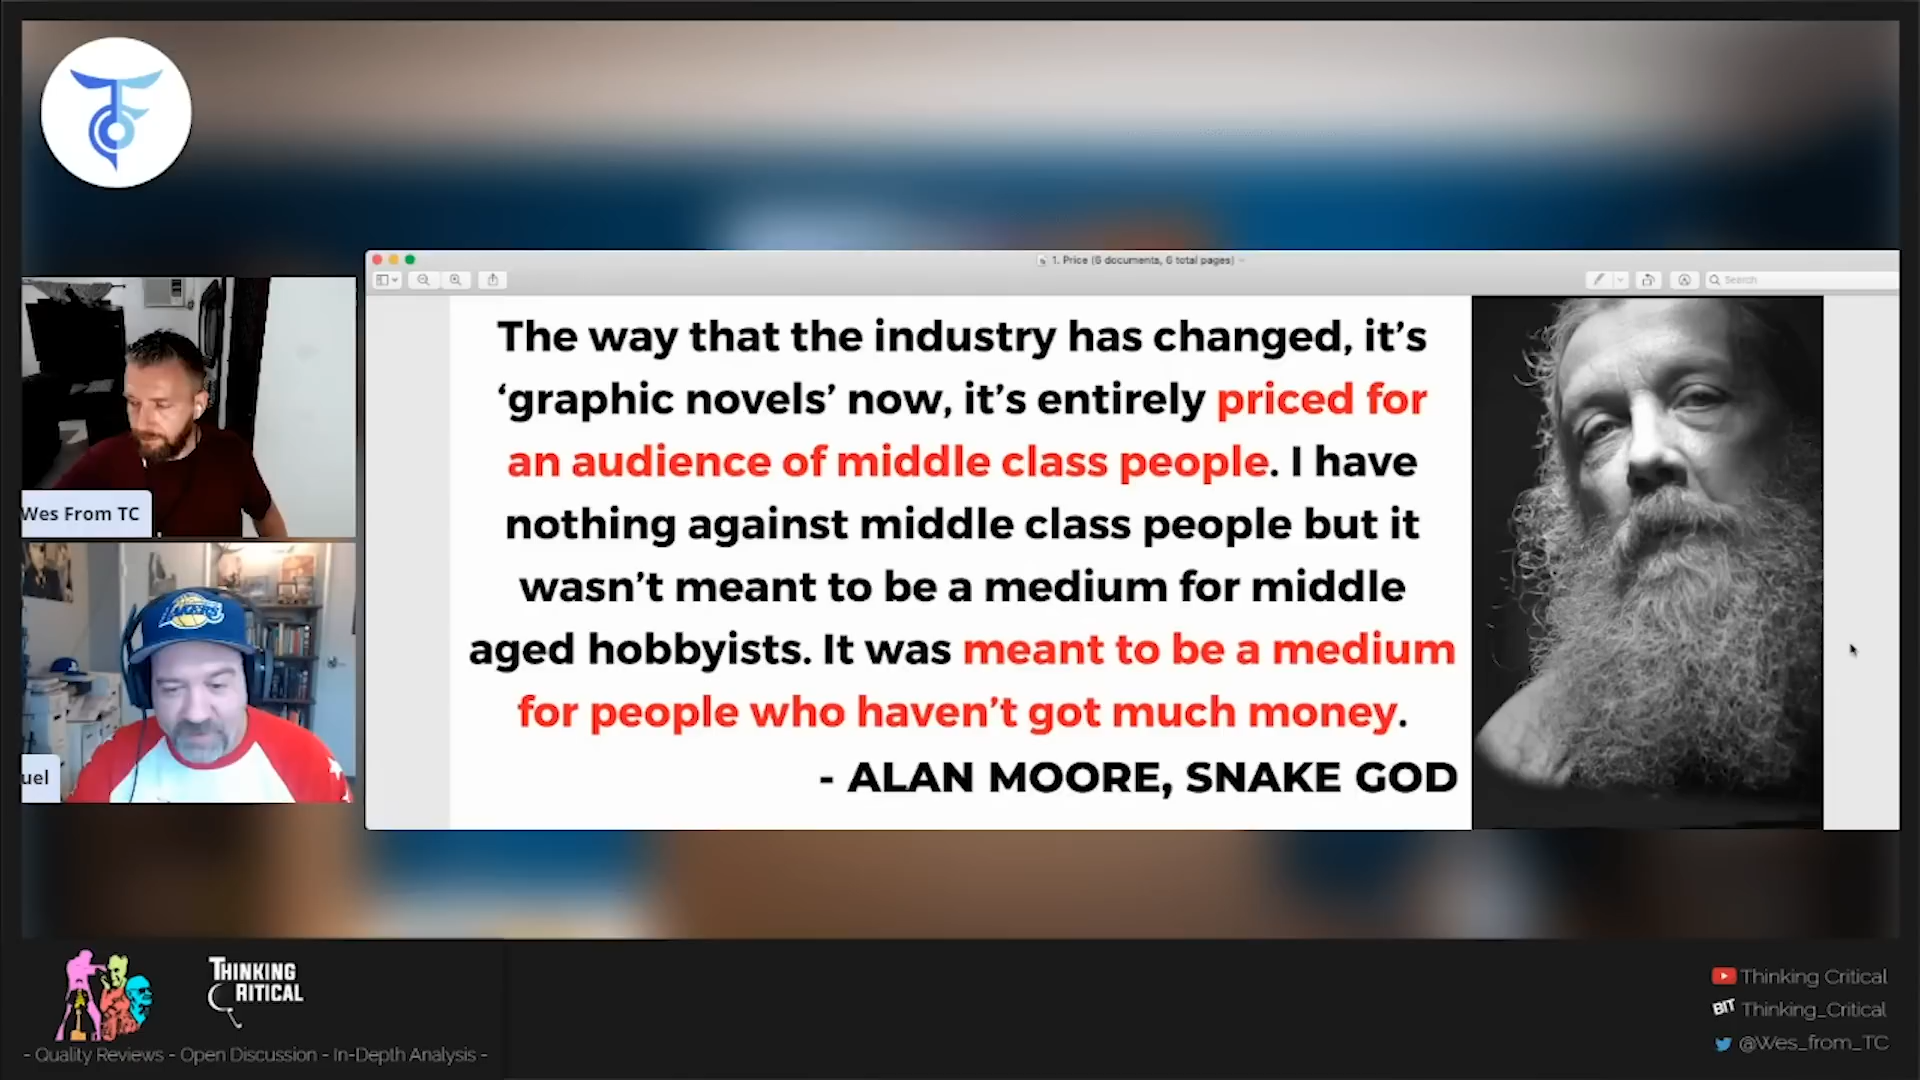 1. Price (6 documents, 6 total pages)
Search
The way that the industry has changed, it’s
‘graphic novels’ now, it’s entirely priced for
an audience of middle class people. I have
nothing against middle class people but it
wasn’t meant to be a medium for middle
aged hobbyists. It was meant to be a medium
for people who haven’t got much money.
- ALAN MOORE, SNAKE GOD
Wes From TC
LAKERS
uel
THINKING
CRITICAL
- Quality Reviews - Open Discussion - In-Depth Analysis -
Thinking Critical
BIT Thinking_Critical
@Wes_from_TC